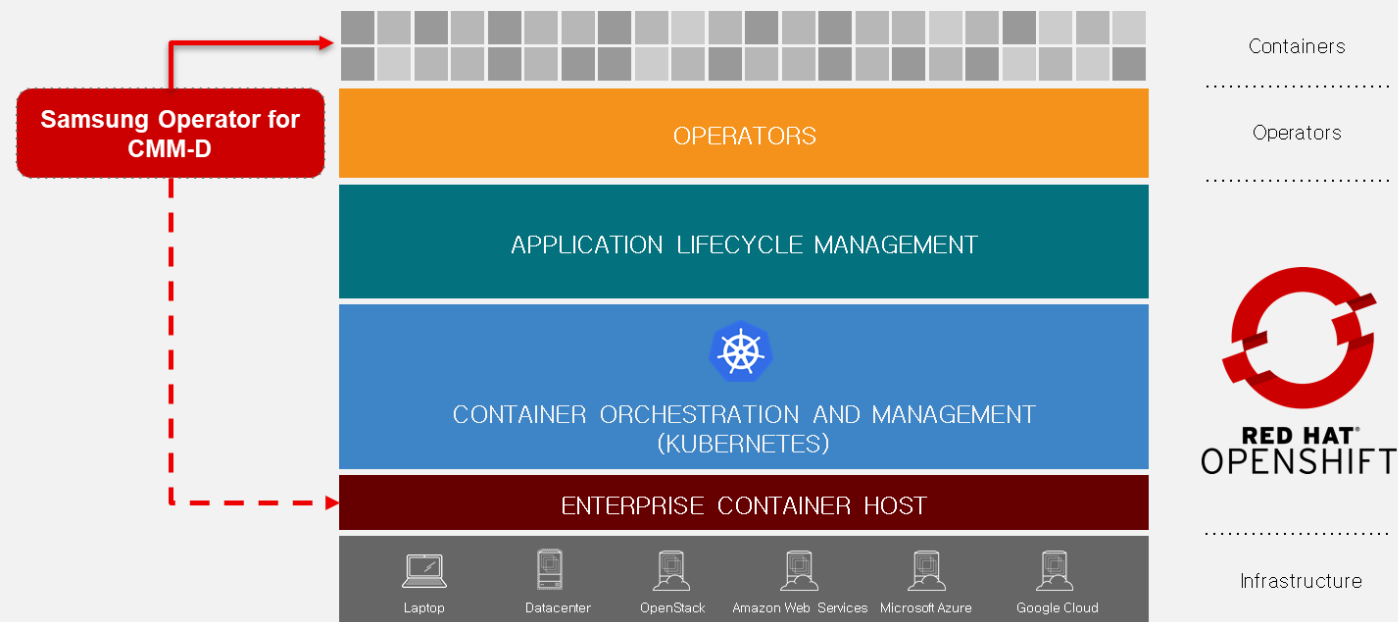 Containers
Samsung Operator for
CMM-D
OPERATORS
Operators
APPLICATION LIFECYCLE MANAGEMENT
CONTAINER ORCHESTRATION AND MANAGEMENT
(KUBERNETES)
RED HAT®
OPENSHIFT
ENTERPRISE CONTAINER HOST
Laptop
Datacenter
OpenStack
Amazon Web Services
Microsoft Azure
Google Cloud
Infrastructure